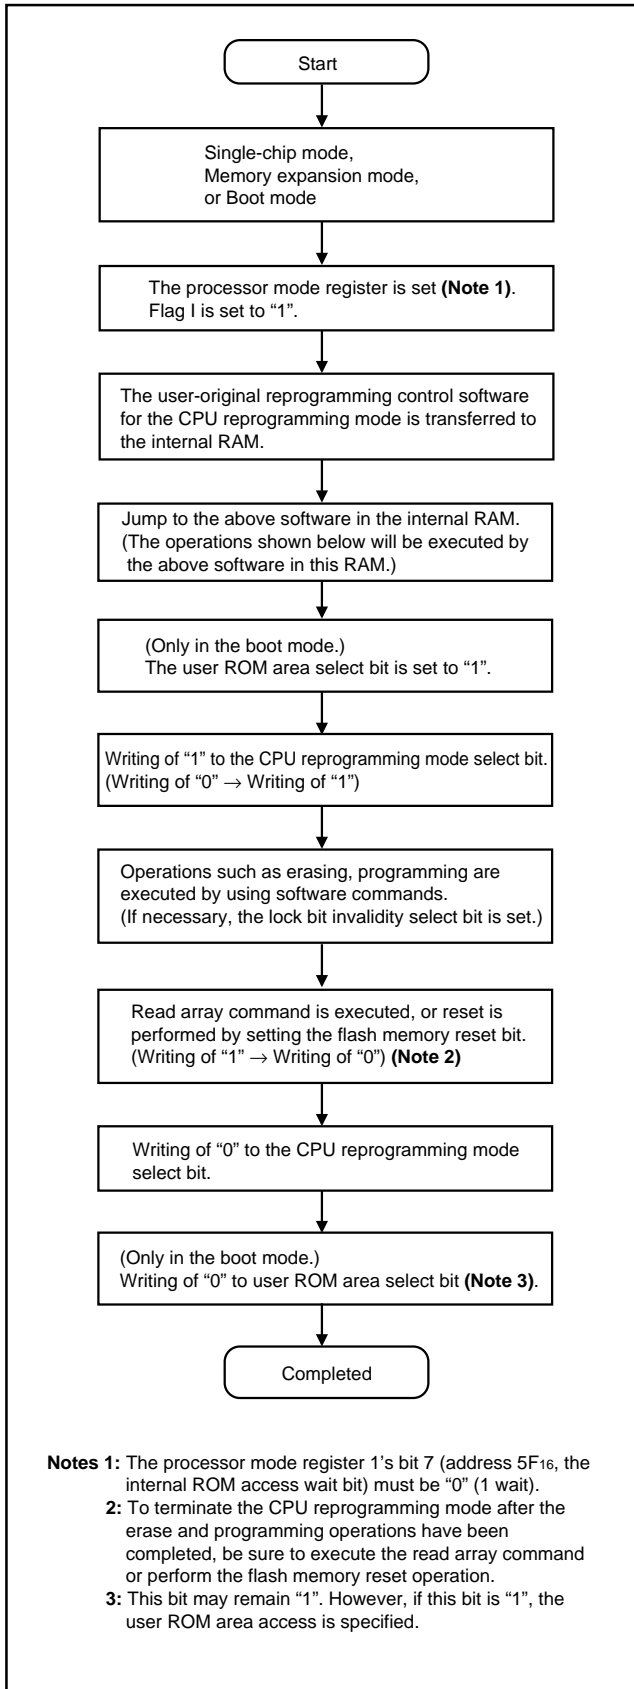 Start
Single-chip mode,
Memory expansion mode,
or Boot mode
The processor mode register is set (Note 1).
Flag I is set to “1”.
The user-original reprogramming control software
for the CPU reprogramming mode is transferred to
the internal RAM.
Jump to the above software in the internal RAM.
(The operations shown below will be executed by
the above software in this RAM.)
(Only in the boot mode.)
The user ROM area select bit is set to “1”.
Writing of “1” to the CPU reprogramming mode select bit.
(Writing of “0” → Writing of “1”)
Operations such as erasing, programming are
executed by using software commands.
(If necessary, the lock bit invalidity select bit is set.)
Read array command is executed, or reset is
performed by setting the flash memory reset bit.
(Writing of “1” → Writing of “0”) (Note 2)
Writing of “0” to the CPU reprogramming mode
select bit.
(Only in the boot mode.)
Writing of “0” to user ROM area select bit (Note 3).
Completed
Notes 1: The processor mode register 1’s bit 7 (address 5F₁₆, the
internal ROM access wait bit) must be “0” (1 wait).
2: To terminate the CPU reprogramming mode after the
erase and programming operations have been
completed, be sure to execute the read array command
or perform the flash memory reset operation.
3: This bit may remain “1”. However, if this bit is “1”, the
user ROM area access is specified.